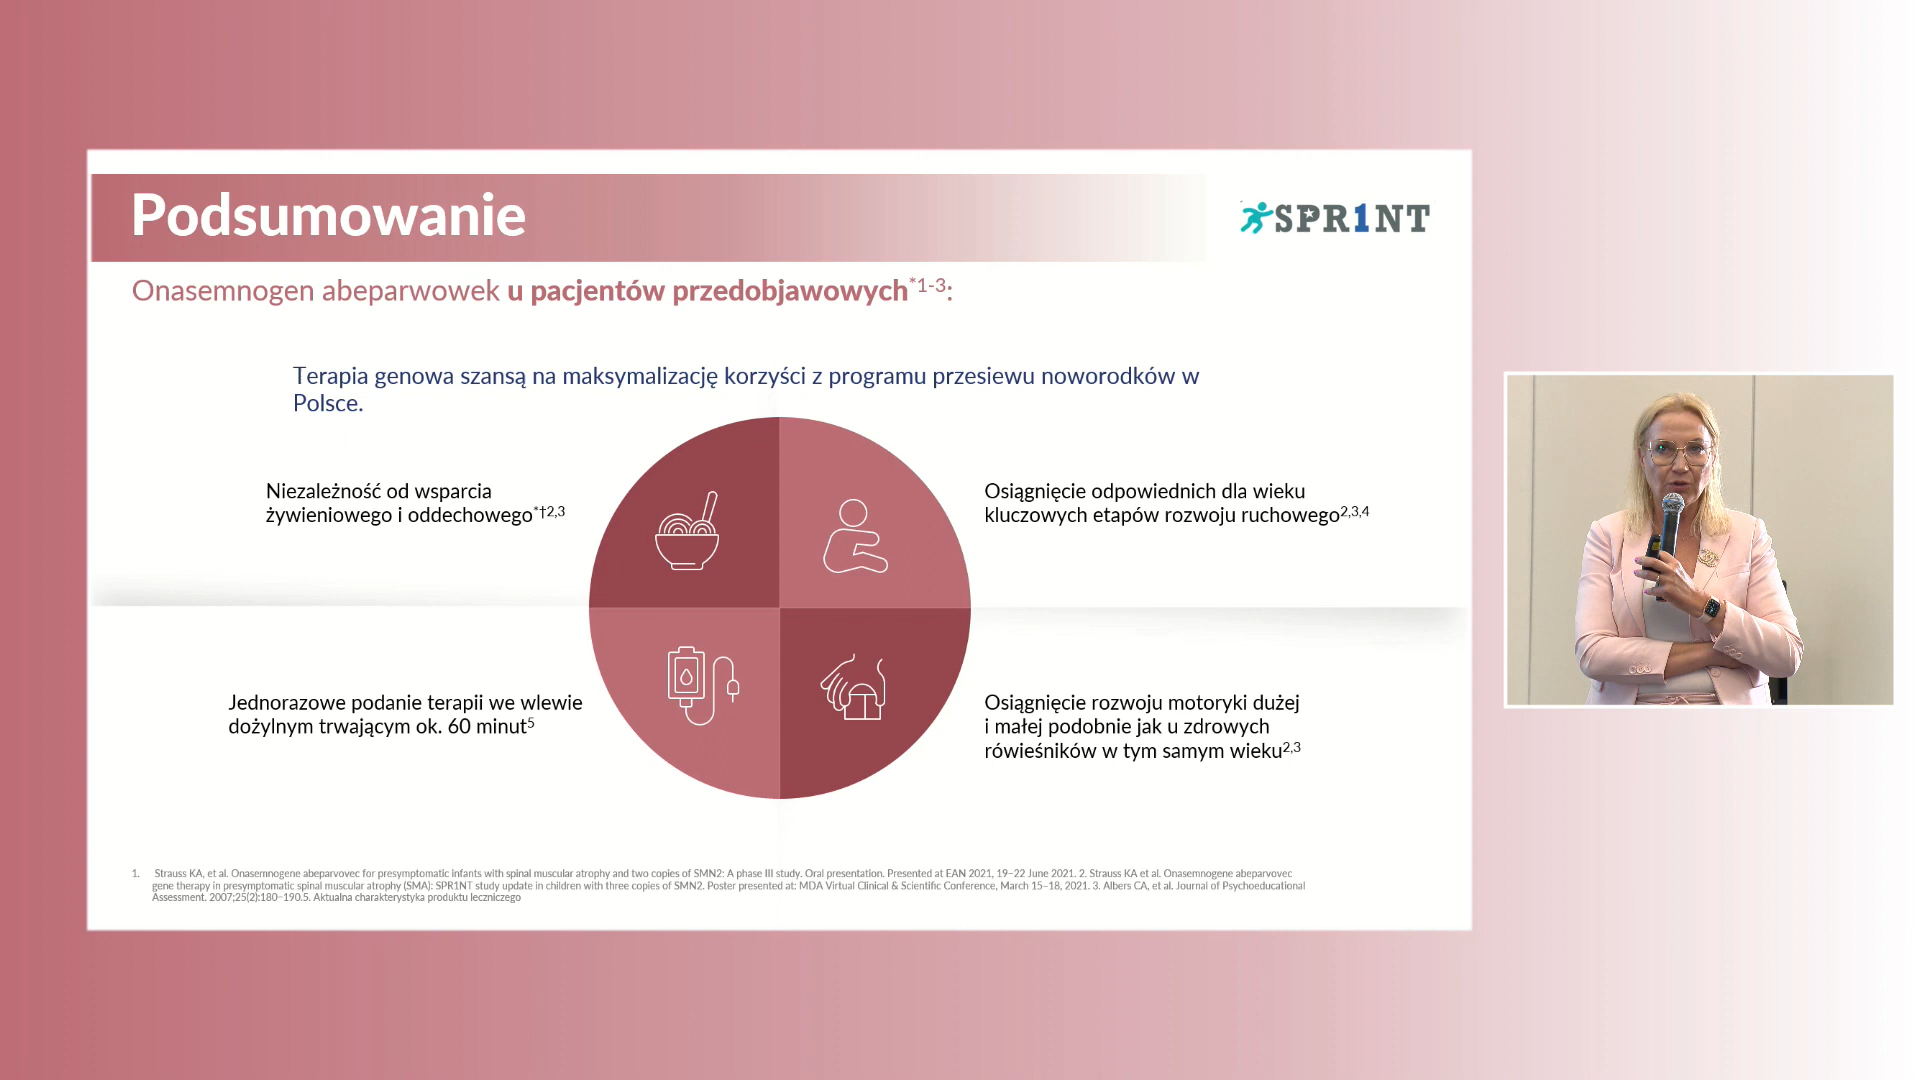 Podsumowanie
SPR1NT
Onasemnogen abeparwowek u pacjentów przedobjawowych*1-3:
Terapia genowa szansą na maksymalizację korzyści z programu przesiewu noworodków w
Polsce.
Niezależność od wsparcia
żywieniowego i oddechowego*†2,3
Osiągnięcie odpowiednich dla wieku
kluczowych etapów rozwoju ruchowego2,3,4
Jednorazowe podanie terapii we wlewie
dożylnym trwającym ok. 60 minut5
Osiągnięcie rozwoju motoryki dużej
i małej podobnie jak u zdrowych
rówieśników w tym samym wieku2,3
1. Strauss KA, et al. Onasemnogene abeparvovec for presymptomatic infants with spinal muscular atrophy and two copies of SMN2: A phase III study. Oral presentation. Presented at EAN 2021, 19–22 June 2021. 2. Strauss KA et al. Onasemnogene abeparvovec
gene therapy in presymptomatic spinal muscular atrophy (SMA): SPR1NT study update in children with three copies of SMN2. Poster presented at: MDA Virtual Clinical & Scientific Conference, March 15–18, 2021. 3. Albers CA, et al. Journal of Psychoeducational
Assessment. 2007;25(2):180–190.5. Aktualna charakterystyka produktu leczniczego